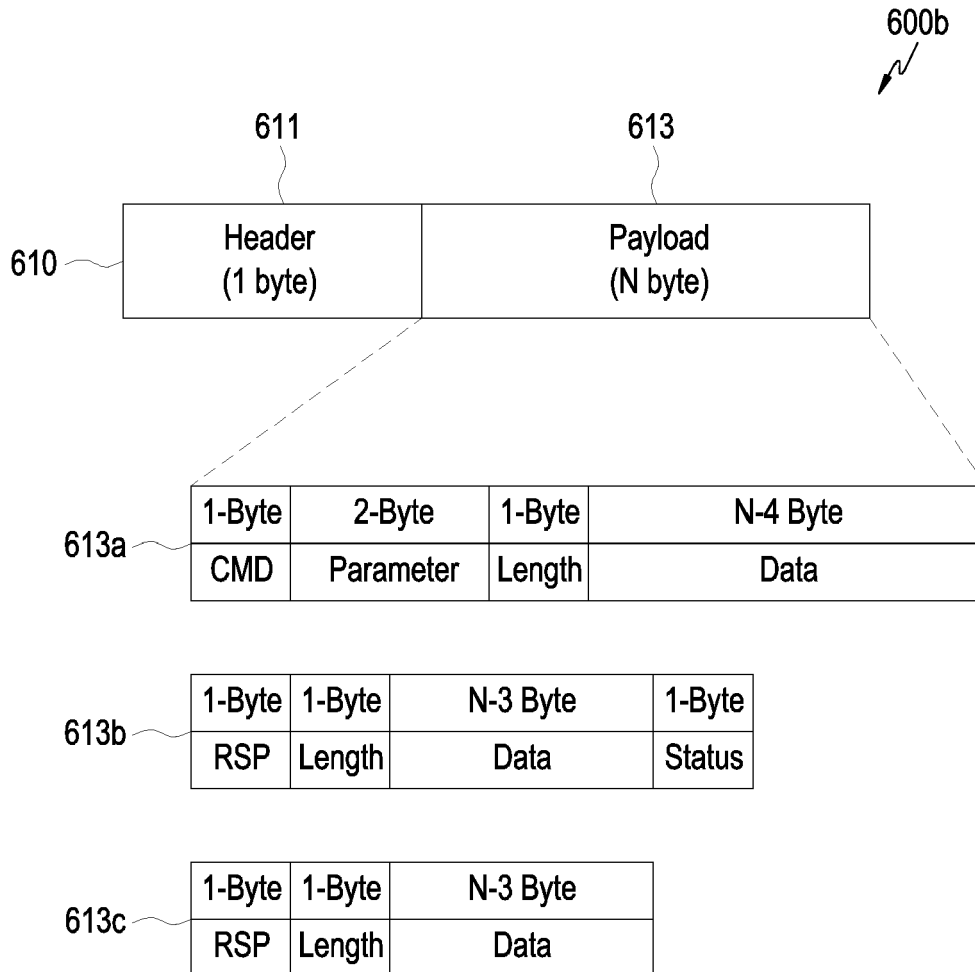 600b
611
613
610
Header
(1 byte)
Payload
(N byte)
613a
1-Byte 2-Byte 1-Byte N-4 Byte
CMD Parameter Length Data
613b
1-Byte 1-Byte N-3 Byte 1-Byte
RSP Length Data Status
613c
1-Byte 1-Byte N-3 Byte
RSP Length Data